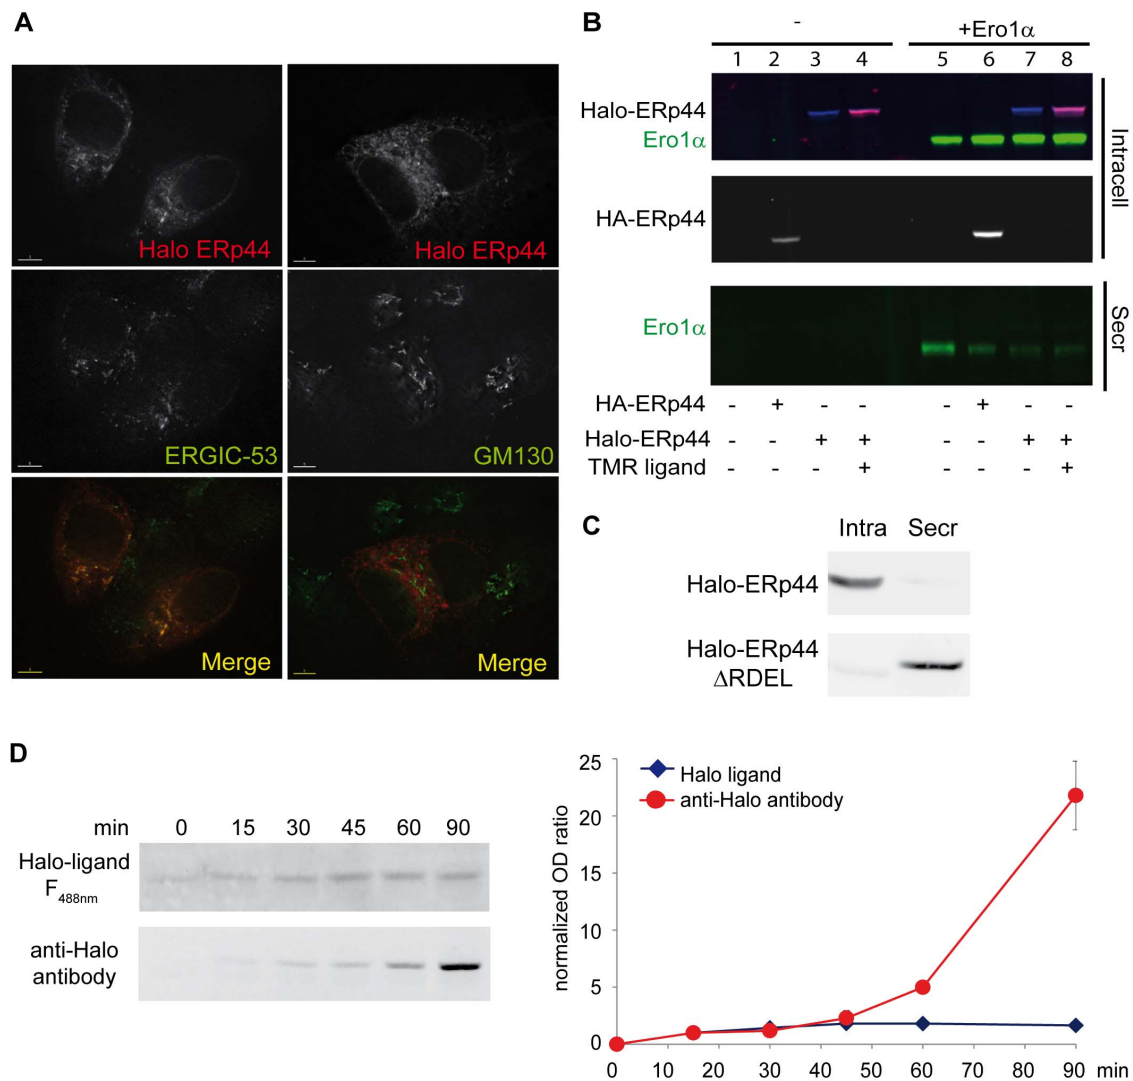 A
Halo ERp44
Halo ERp44
ERGIC-53
GM130
Merge
Merge
B
- +Ero1α
1 2 3 4 5 6 7 8
Halo-ERp44
Ero1α
HA-ERp44
Intracell
Ero1α
Secr
HA-ERp44 - + - - - + - -
Halo-ERp44 - - + + - - + +
TMR ligand - - - + - - - +
C
Intra Secr
Halo-ERp44
Halo-ERp44
ΔRDEL
D
min 0 15 30 45 60 90
Halo-ligand
F488nm
anti-Halo
antibody
Halo ligand
anti-Halo antibody
normalized OD ratio
25
20
15
10
5
0
0 10 20 30 40 50 60 70 80 90 min